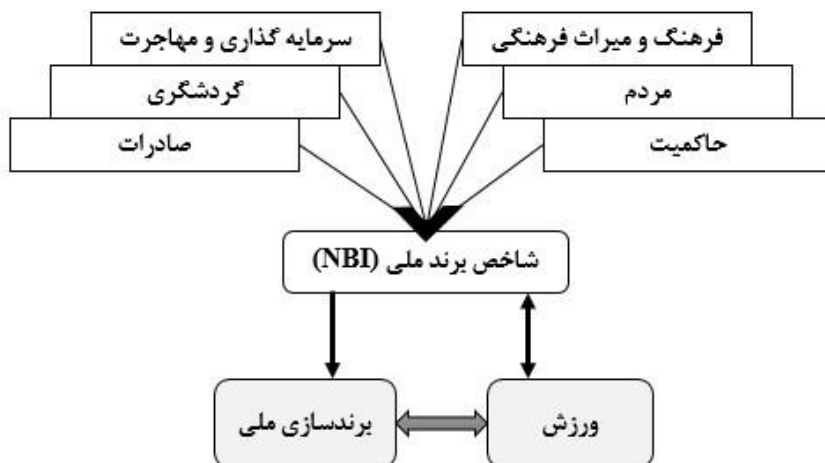 فرهنگ و میراث فرهنگی
سرمایه گذاری و مهاجرت
مردم
گردشگری
حاکمیت
صادرات
شاخص برند ملی (NBI)
ورزش
برندسازی ملی